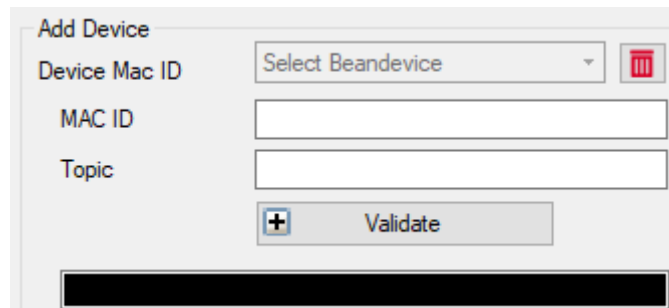 Add Device
Device Mac ID Select Beandevice
MAC ID
Topic
Validate